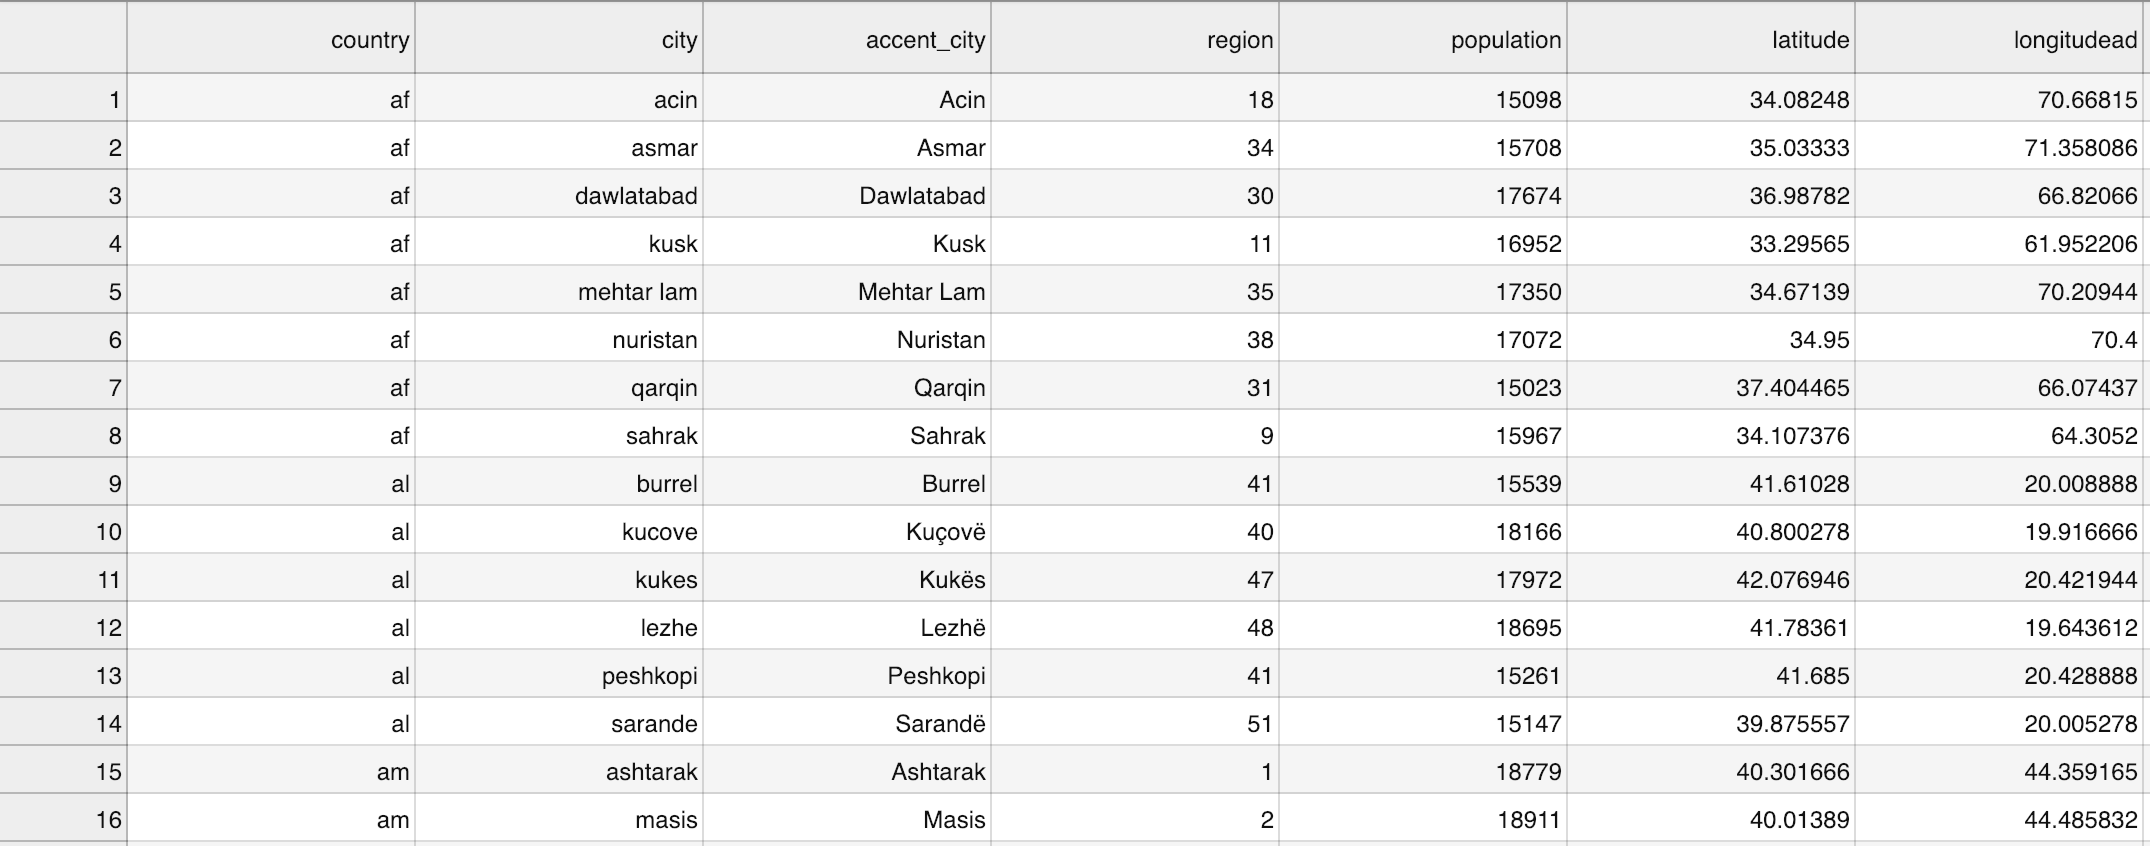 country city accent_city region population latitude longitudead
1 af acin Acin 18 15098 34.08248 70.66815
2 af asmar Asmar 34 15708 35.03333 71.358086
3 af dawlatabad Dawlatabad 30 17674 36.98782 66.82066
4 af kusk Kusk 11 16952 33.29565 61.952206
5 af mehtar lam Mehtar Lam 35 17350 34.67139 70.20944
6 af nuristan Nuristan 38 17072 34.95 70.4
7 af qarqin Qarqin 31 15023 37.404465 66.07437
8 af sahrak Sahrak 9 15967 34.107376 64.3052
9 al burrel Burrel 41 15539 41.61028 20.008888
10 al kucove Kuçovë 40 18166 40.800278 19.916666
11 al kukes Kukës 47 17972 42.076946 20.421944
12 al lezhe Lezhë 48 18695 41.78361 19.643612
13 al peshkopi Peshkopi 41 15261 41.685 20.428888
14 al sarande Sarandë 51 15147 39.875557 20.005278
15 am ashtarak Ashtarak 1 18779 40.301666 44.359165
16 am masis Masis 2 18911 40.01389 44.485832